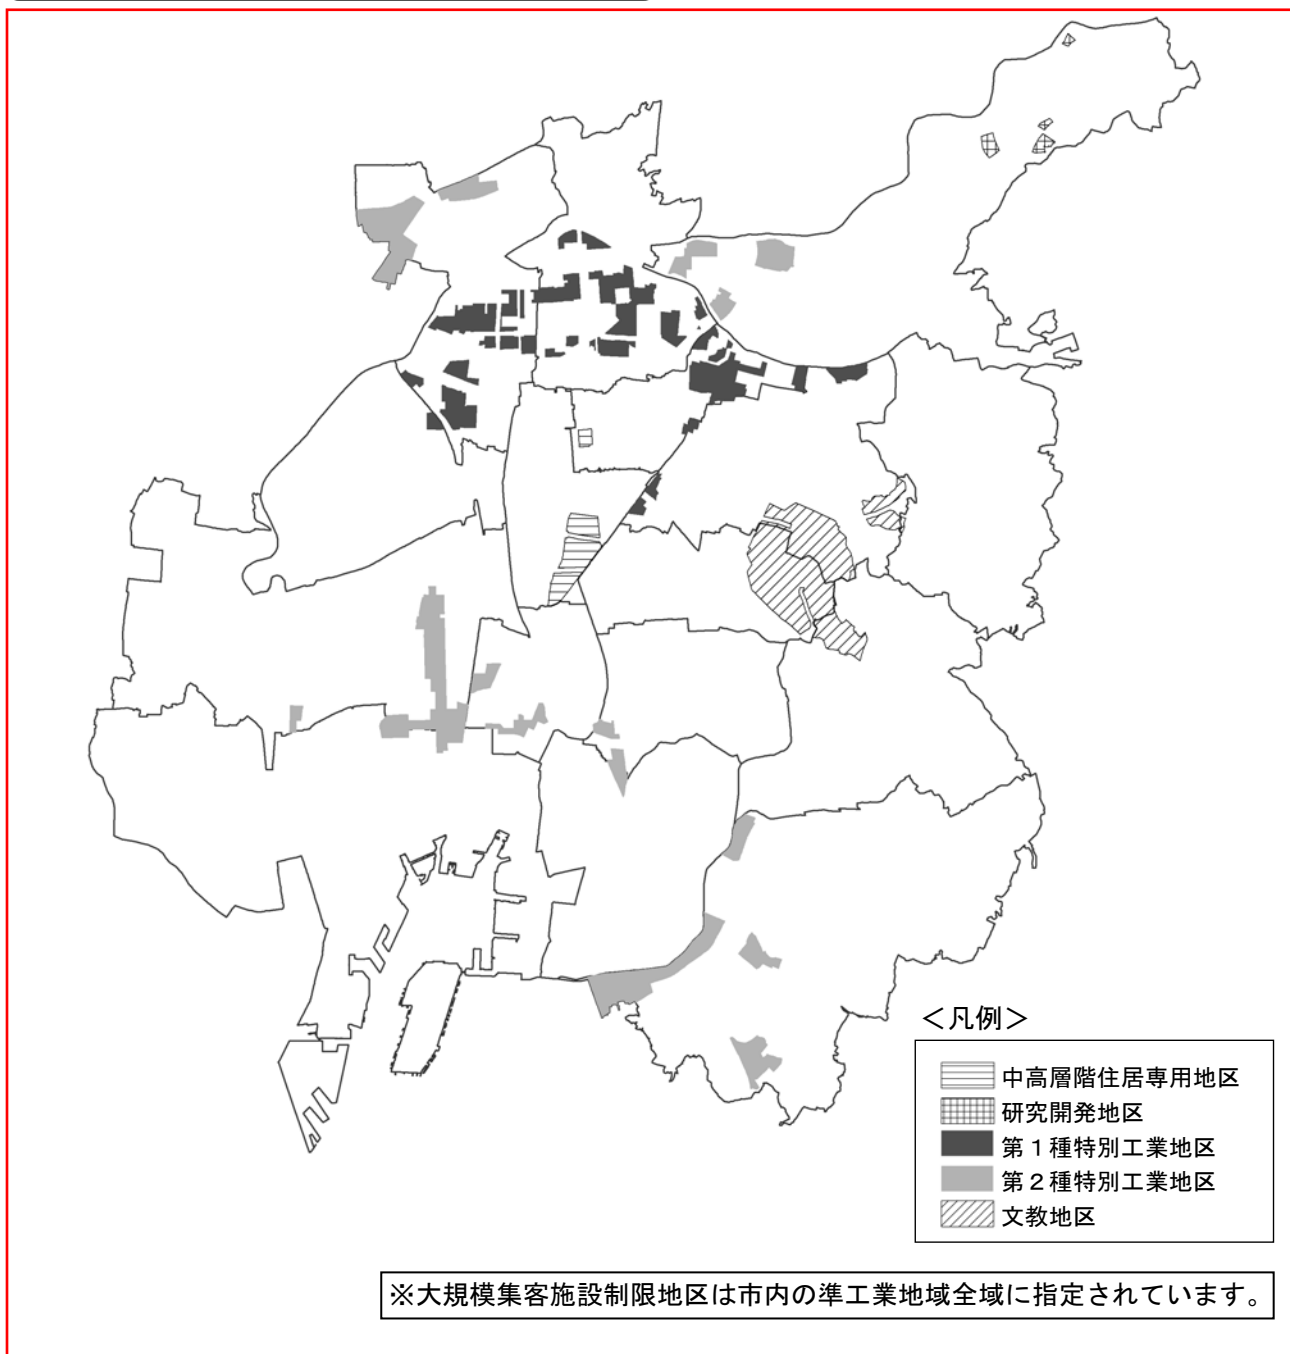 ＜凡例＞
中高層階住居専用地区
研究開発地区
第１種特別工業地区
第２種特別工業地区
文教地区
※大規模集客施設制限地区は市内の準工業地域全域に指定されています。